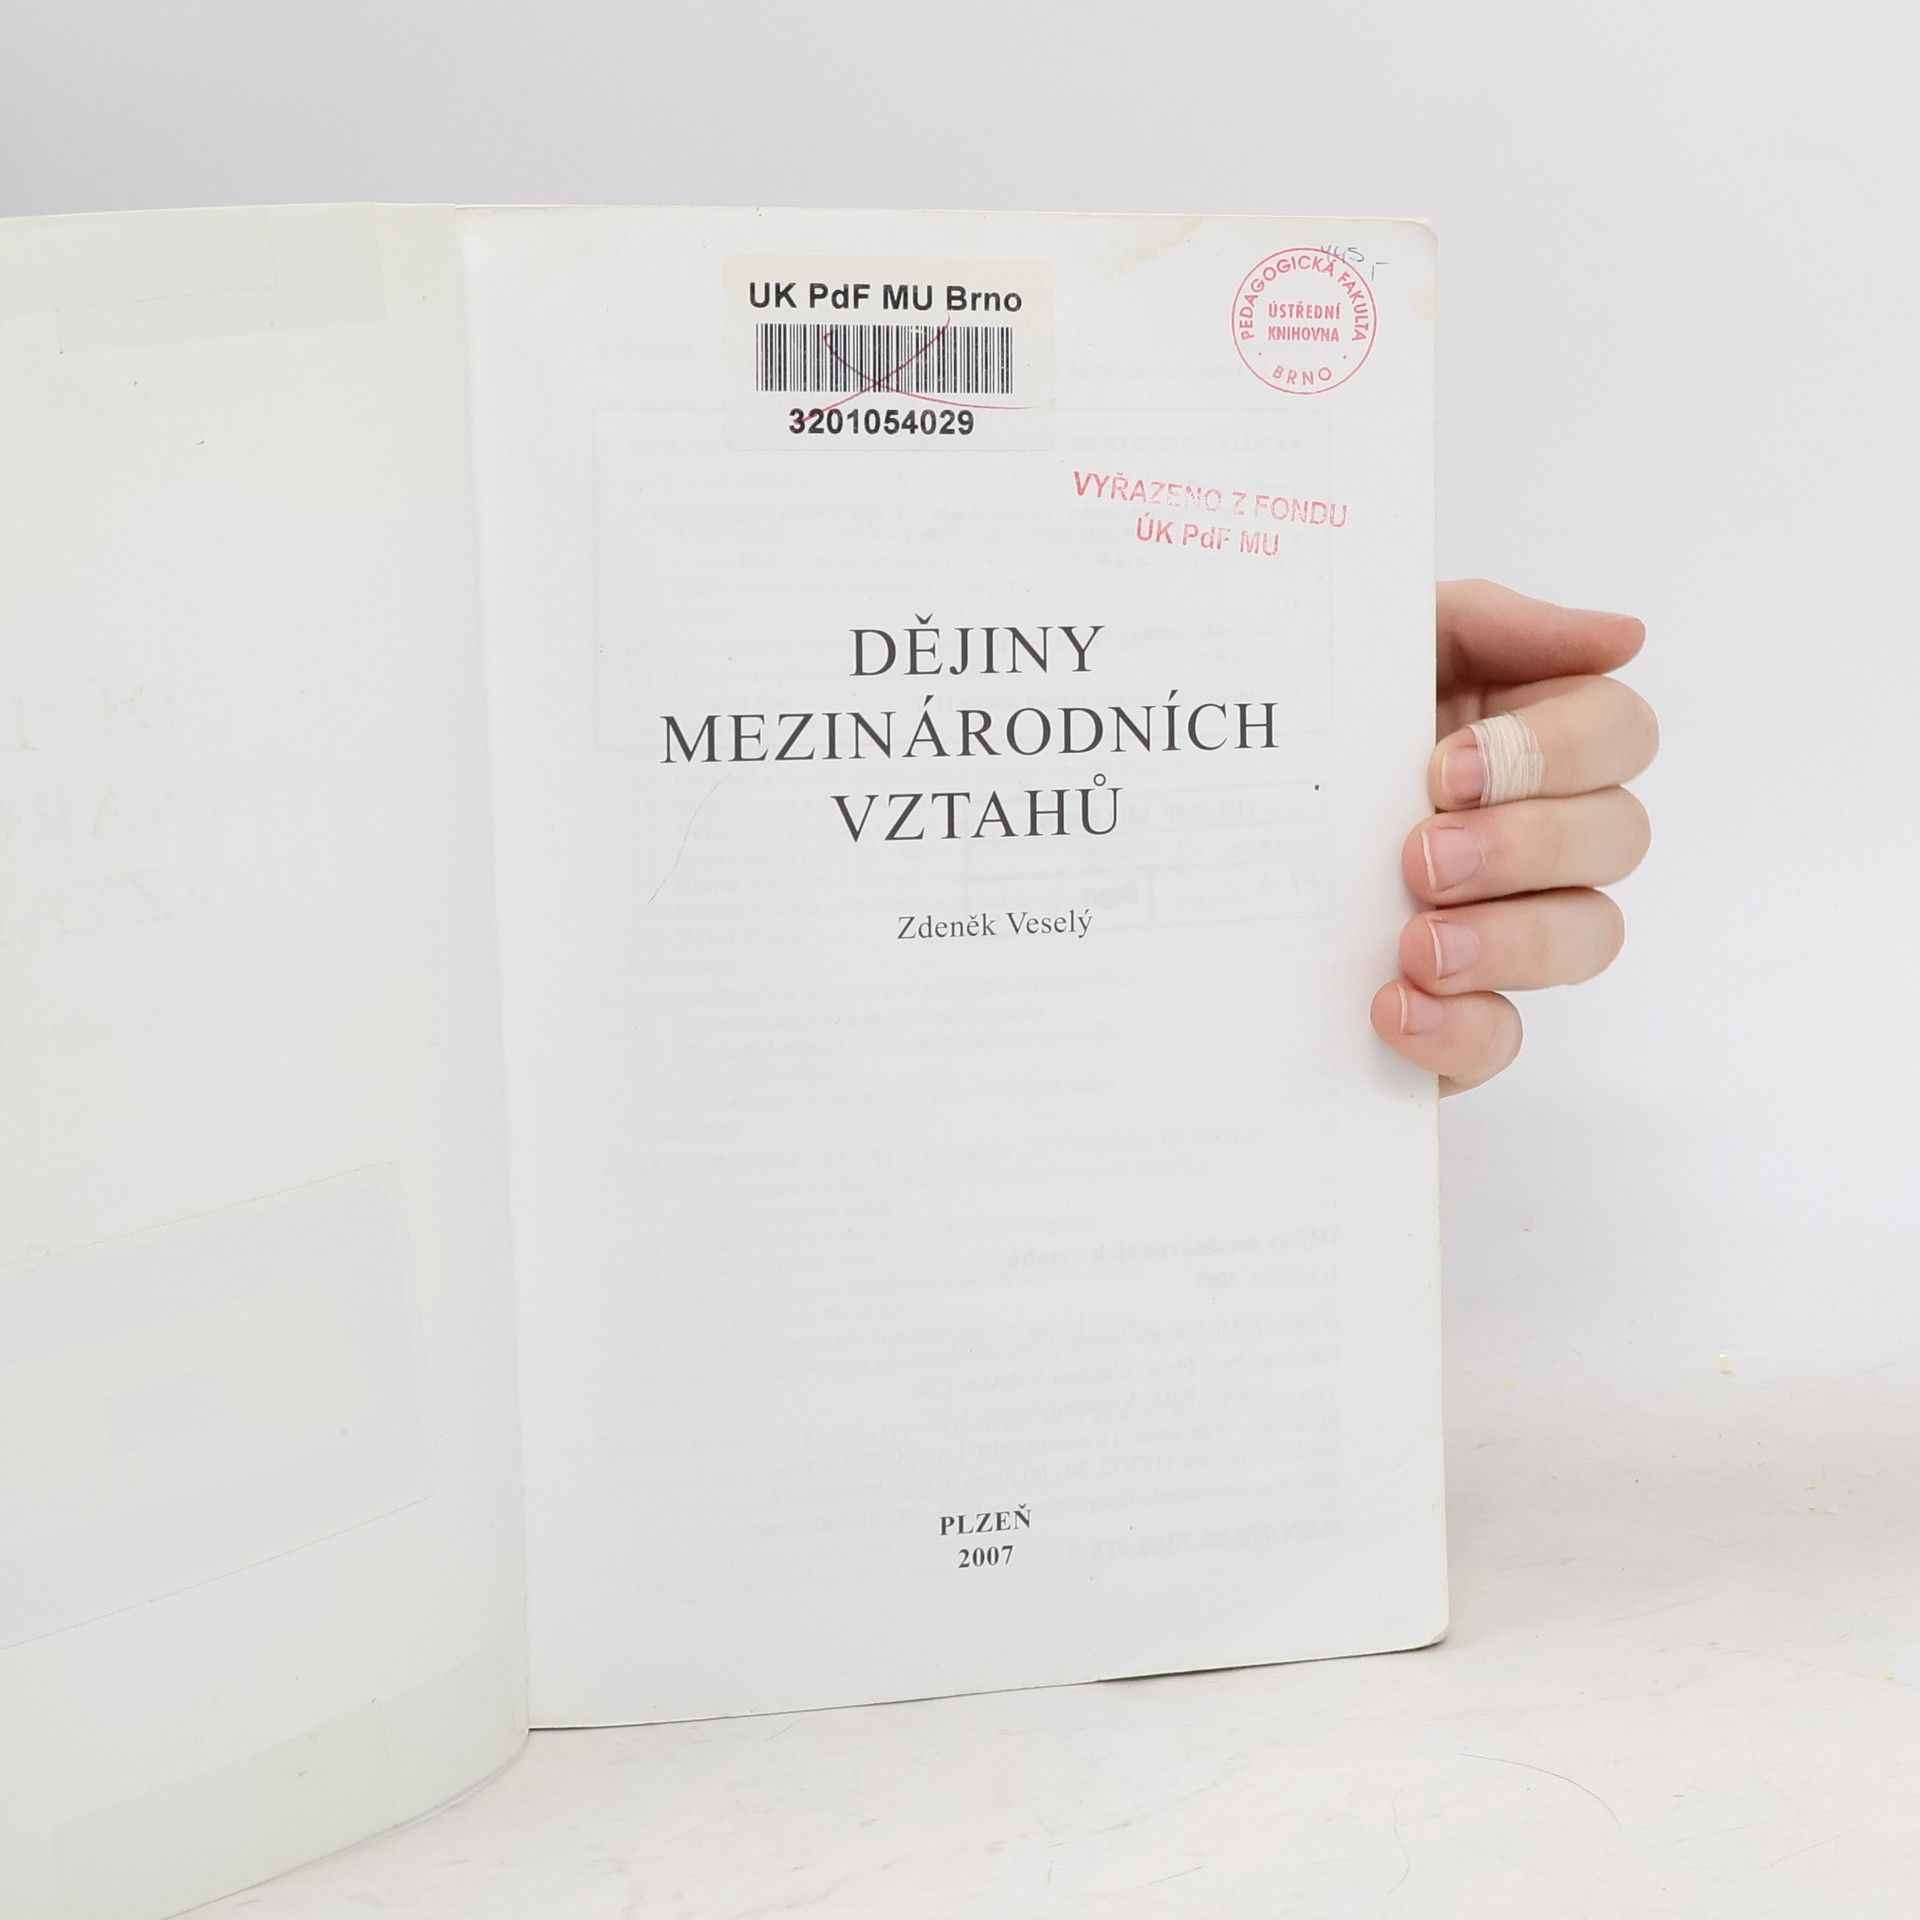 UK PdF MU Brno
3201054029
PEDAGOGICKÁ FAKULTA
ÚSTŘEDNÍ
KNIHOVNA
BRNO
VYŘAZENO Z FONDU
ÚK PdF MU
DĚJINY
MEZINÁRODNÍCH
VZTAHŮ
Zdeněk Veselý
PLZEŇ
2007